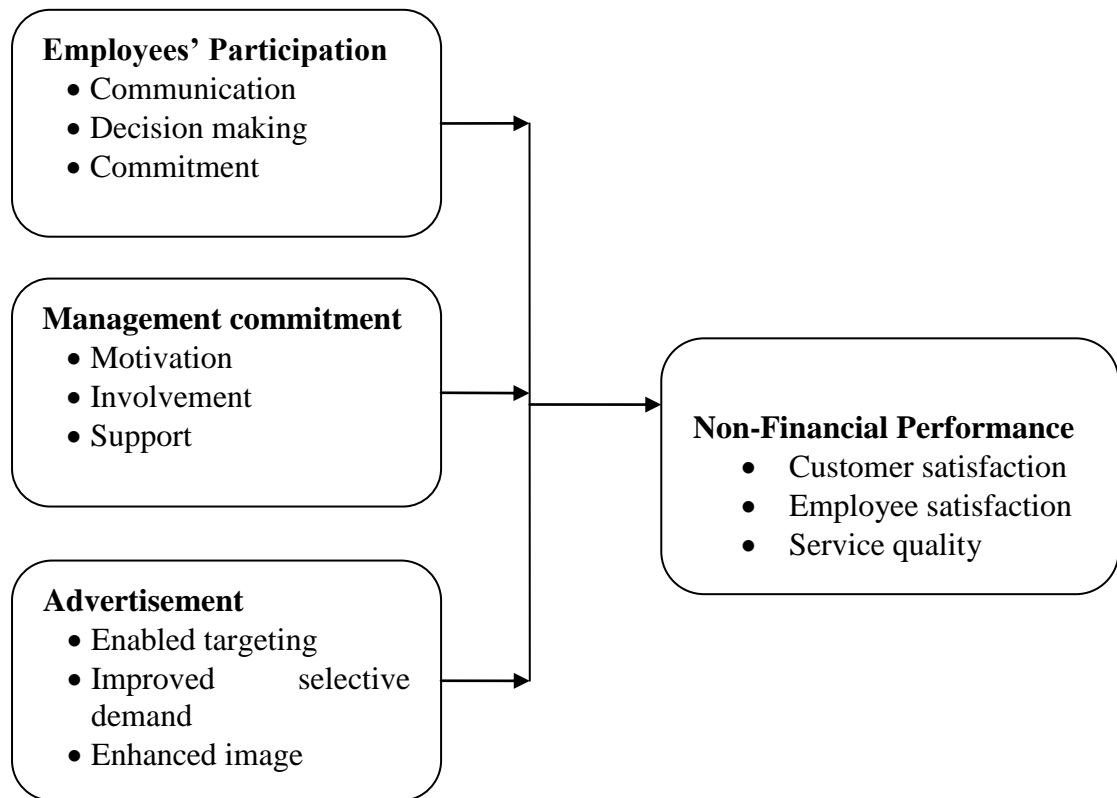 Employees’ Participation
• Communication
• Decision making
• Commitment
Management commitment
• Motivation
• Involvement
• Support
Advertisement
• Enabled targeting
• Improved selective
demand
• Enhanced image
Non-Financial Performance
• Customer satisfaction
• Employee satisfaction
• Service quality